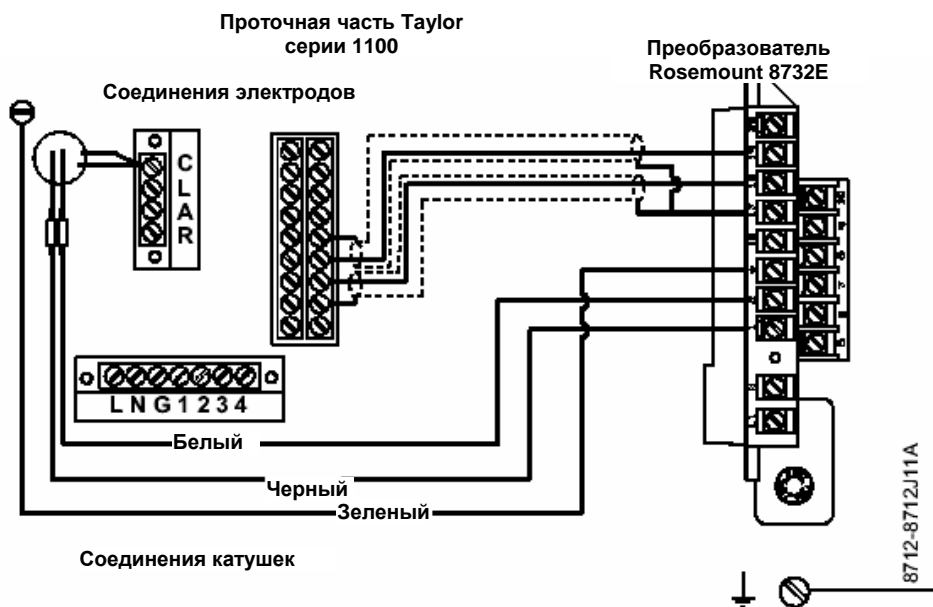 Проточная часть Taylor
серии 1100
Преобразователь
Rosemount 8732E
Соединения электродов
C
L
A
R
L N G 1 2 3 4
Белый
Черный
Зеленый
Соединения катушек
8712-8712J11A